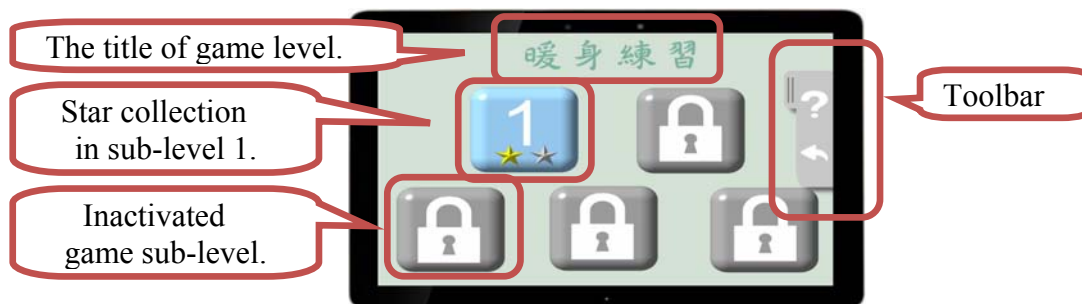 The title of game level.
暖身練習
Star collection
in sub-level 1.
1
?
Toolbar
Inactivated
game sub-level.